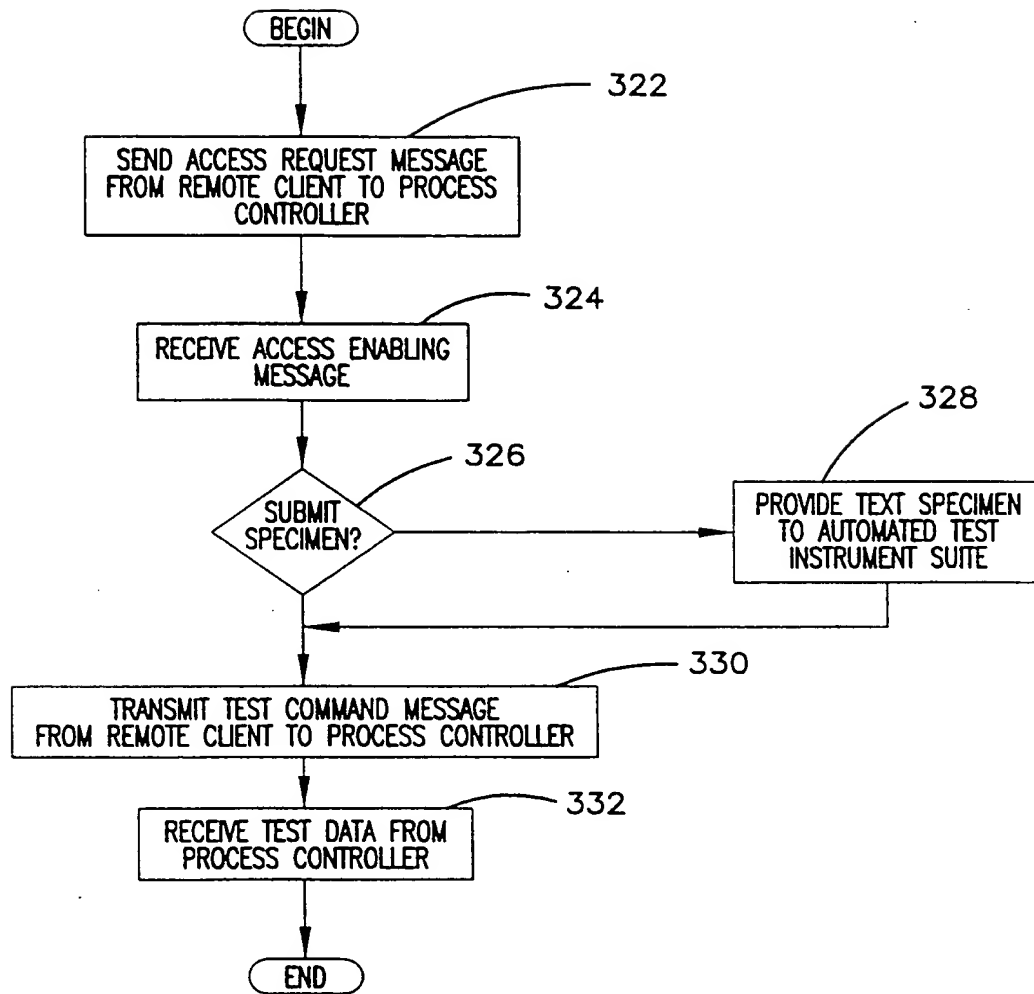 BEGIN
322
SEND ACCESS REQUEST MESSAGE
FROM REMOTE CLIENT TO PROCESS
CONTROLLER
324
RECEIVE ACCESS ENABLING
MESSAGE
326
SUBMIT
SPECIMEN?
328
PROVIDE TEXT SPECIMEN
TO AUTOMATED TEST
INSTRUMENT SUITE
330
TRANSMIT TEST COMMAND MESSAGE
FROM REMOTE CLIENT TO PROCESS CONTROLLER
332
RECEIVE TEST DATA FROM
PROCESS CONTROLLER
END